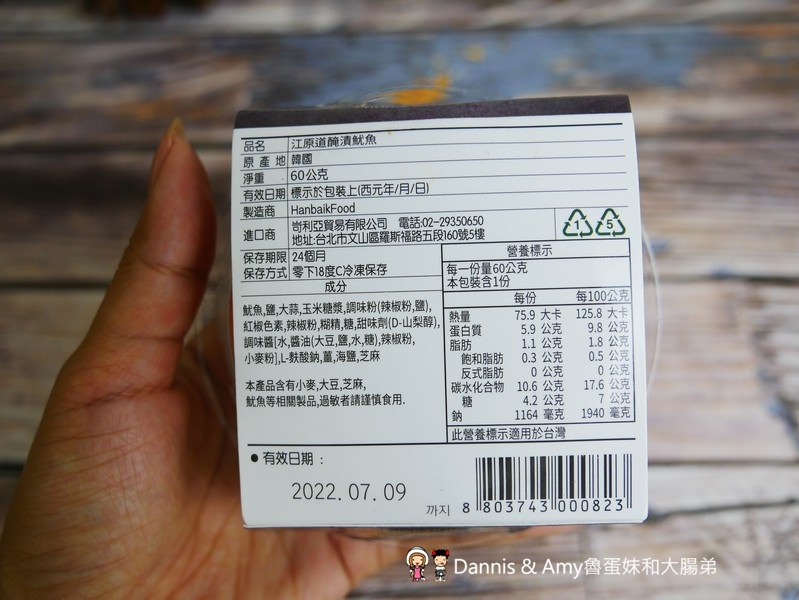 品名 江原道醃漬魷魚
原產地 韓國
淨重 60公克
有效日期 標示於包裝上(西元年/月/日)
製造商 HanbaikFood
進口商 岢利亞貿易有限公司 電話:02-29350650
地址:台北市文山區羅斯福路五段160號5樓
1 5
保存期限 24個月
保存方式 零下18度C冷凍保存
成分
魷魚,鹽,大蒜,玉米糖漿,調味粉(辣椒粉,鹽),
紅椒色素,辣椒粉,糊精,糖,甜味劑(D-山梨醇),
調味醬[水,醬油(大豆,鹽,水,糖),辣椒粉,
小麥粉],L-麩酸鈉,薑,海鹽,芝麻
本產品含有小麥,大豆,芝麻,
魷魚等相關製品,過敏者請謹慎食用.
營養標示
每一份量60公克
本包裝含1份
每份 每100公克
熱量 75.9 大卡 125.8 大卡
蛋白質 5.9 公克 9.8 公克
脂肪 1.1 公克 1.8 公克
飽和脂肪 0.3 公克 0.5 公克
反式脂肪 0 公克 0 公克
碳水化合物 10.6 公克 17.6 公克
糖 4.2 公克 7 公克
鈉 1164 毫克 1940 毫克
此營養標示適用於台灣
●有效日期:
2022.07.09 까지
8 803743 000823
Dannis & Amy魯蛋妹和大腸弟